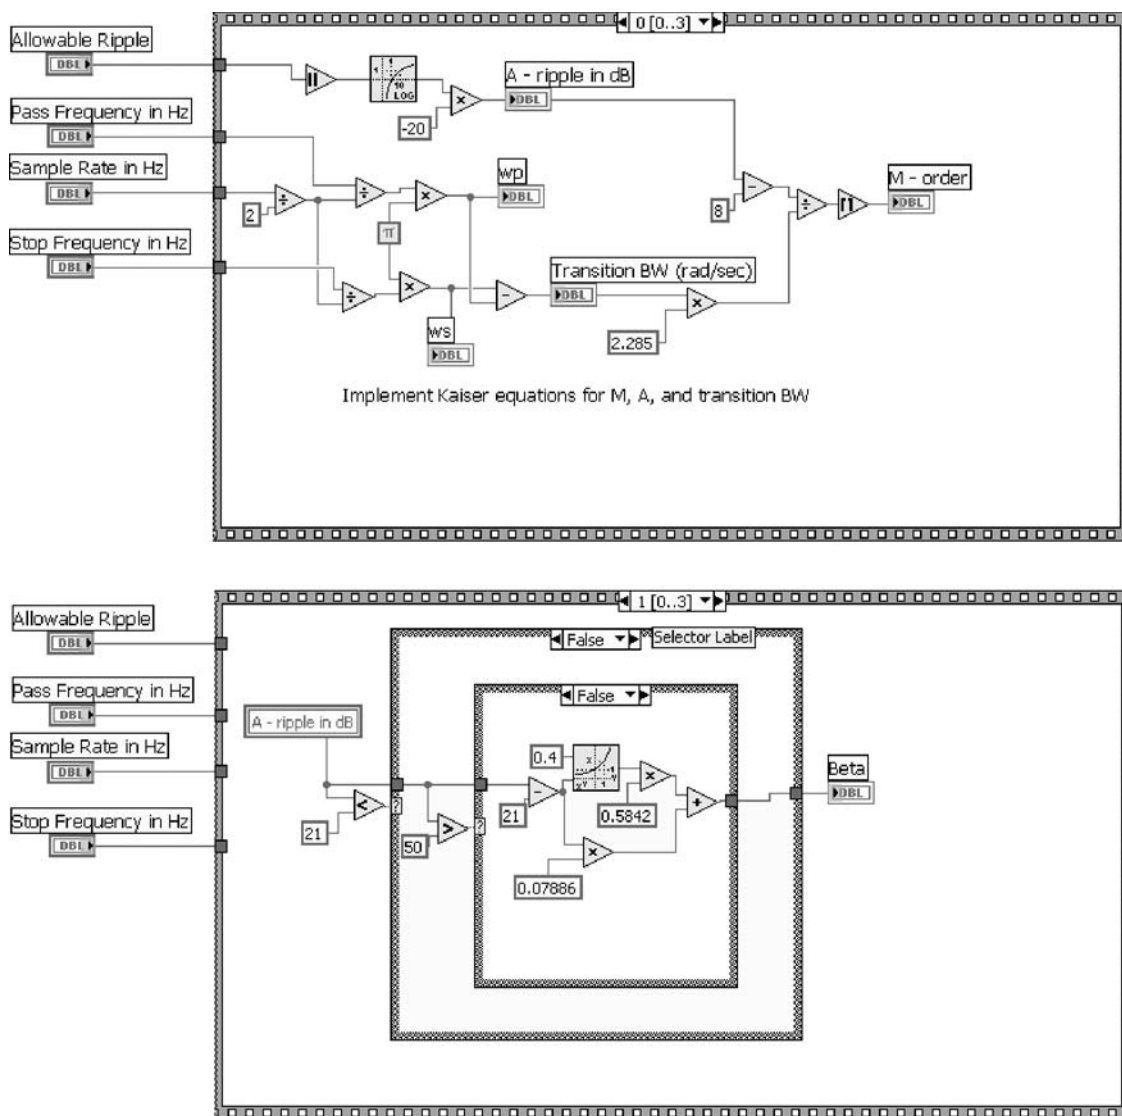 0 [0..3]
Allowable Ripple
DBL
Pass Frequency in Hz
DBL
Sample Rate in Hz
DBL
2
Stop Frequency in Hz
DBL
1
1
10
LOG
-20
×
A - ripple in dB
DBL
÷
÷
×
wp
DBL
π
÷
×
ws
DBL
-
Transition BW (rad/sec)
DBL
×
2.285
-
8
÷
M - order
DBL
Implement Kaiser equations for M, A, and transition BW
1 [0..3]
Allowable Ripple
DBL
Pass Frequency in Hz
DBL
Sample Rate in Hz
DBL
Stop Frequency in Hz
DBL
False
Selector Label
False
A - ripple in dB
<
21
?
>
50
?
0.4
-
21
x
×
0.5842
+
×
0.07886
Beta
DBL